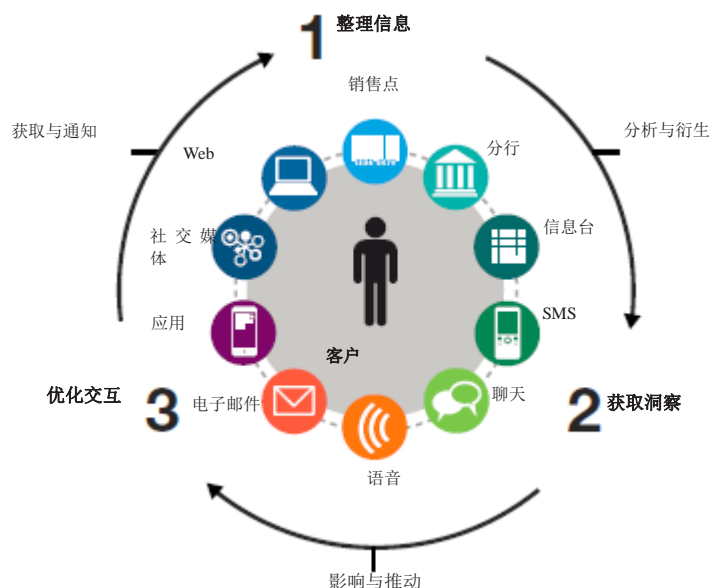 1 整理信息
销售点
获取与通知
分析与衍生
Web
分行
社交媒
体
信息台
应用
SMS
客户
优化交互 3
电子邮件
聊天
2 获取洞察
语音
影响与推动